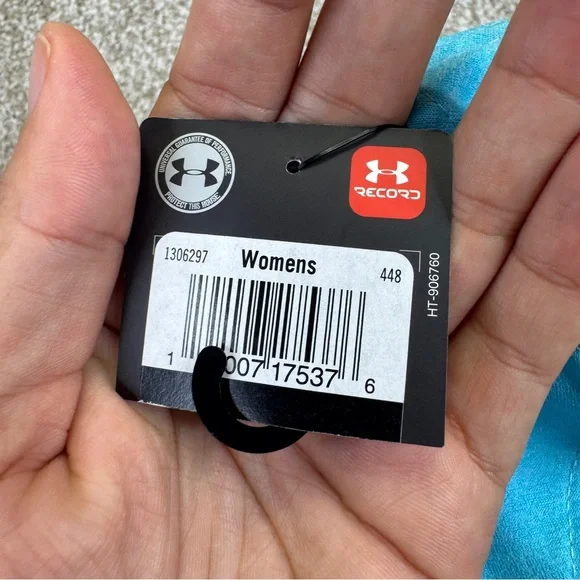 UNIVERSAL GUARANTEE OF PERFORMANCE
PROTECT THIS HOUSE
RECORD
1306297 Womens 448
HT-906760
1 007 17537 6